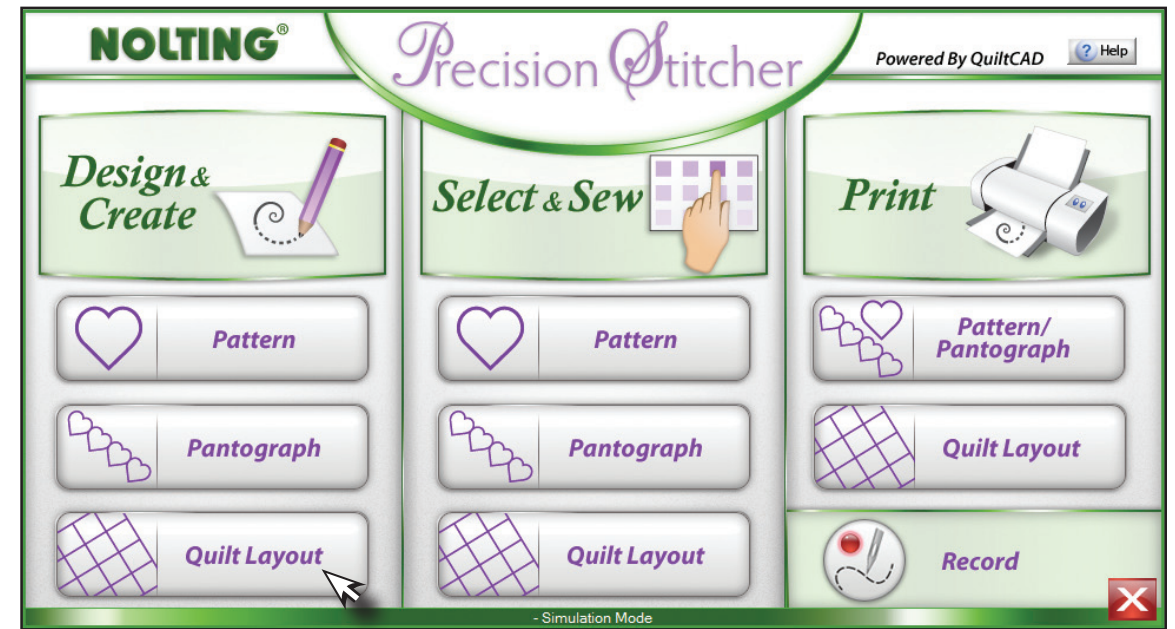 NOLTING®
Precision Stitcher
Powered By QuiltCAD
? Help
Design &
Create
Pattern
Pantograph
Quilt Layout
Select & Sew
Pattern
Pantograph
Quilt Layout
Print
Pattern/
Pantograph
Quilt Layout
Record
- Simulation Mode